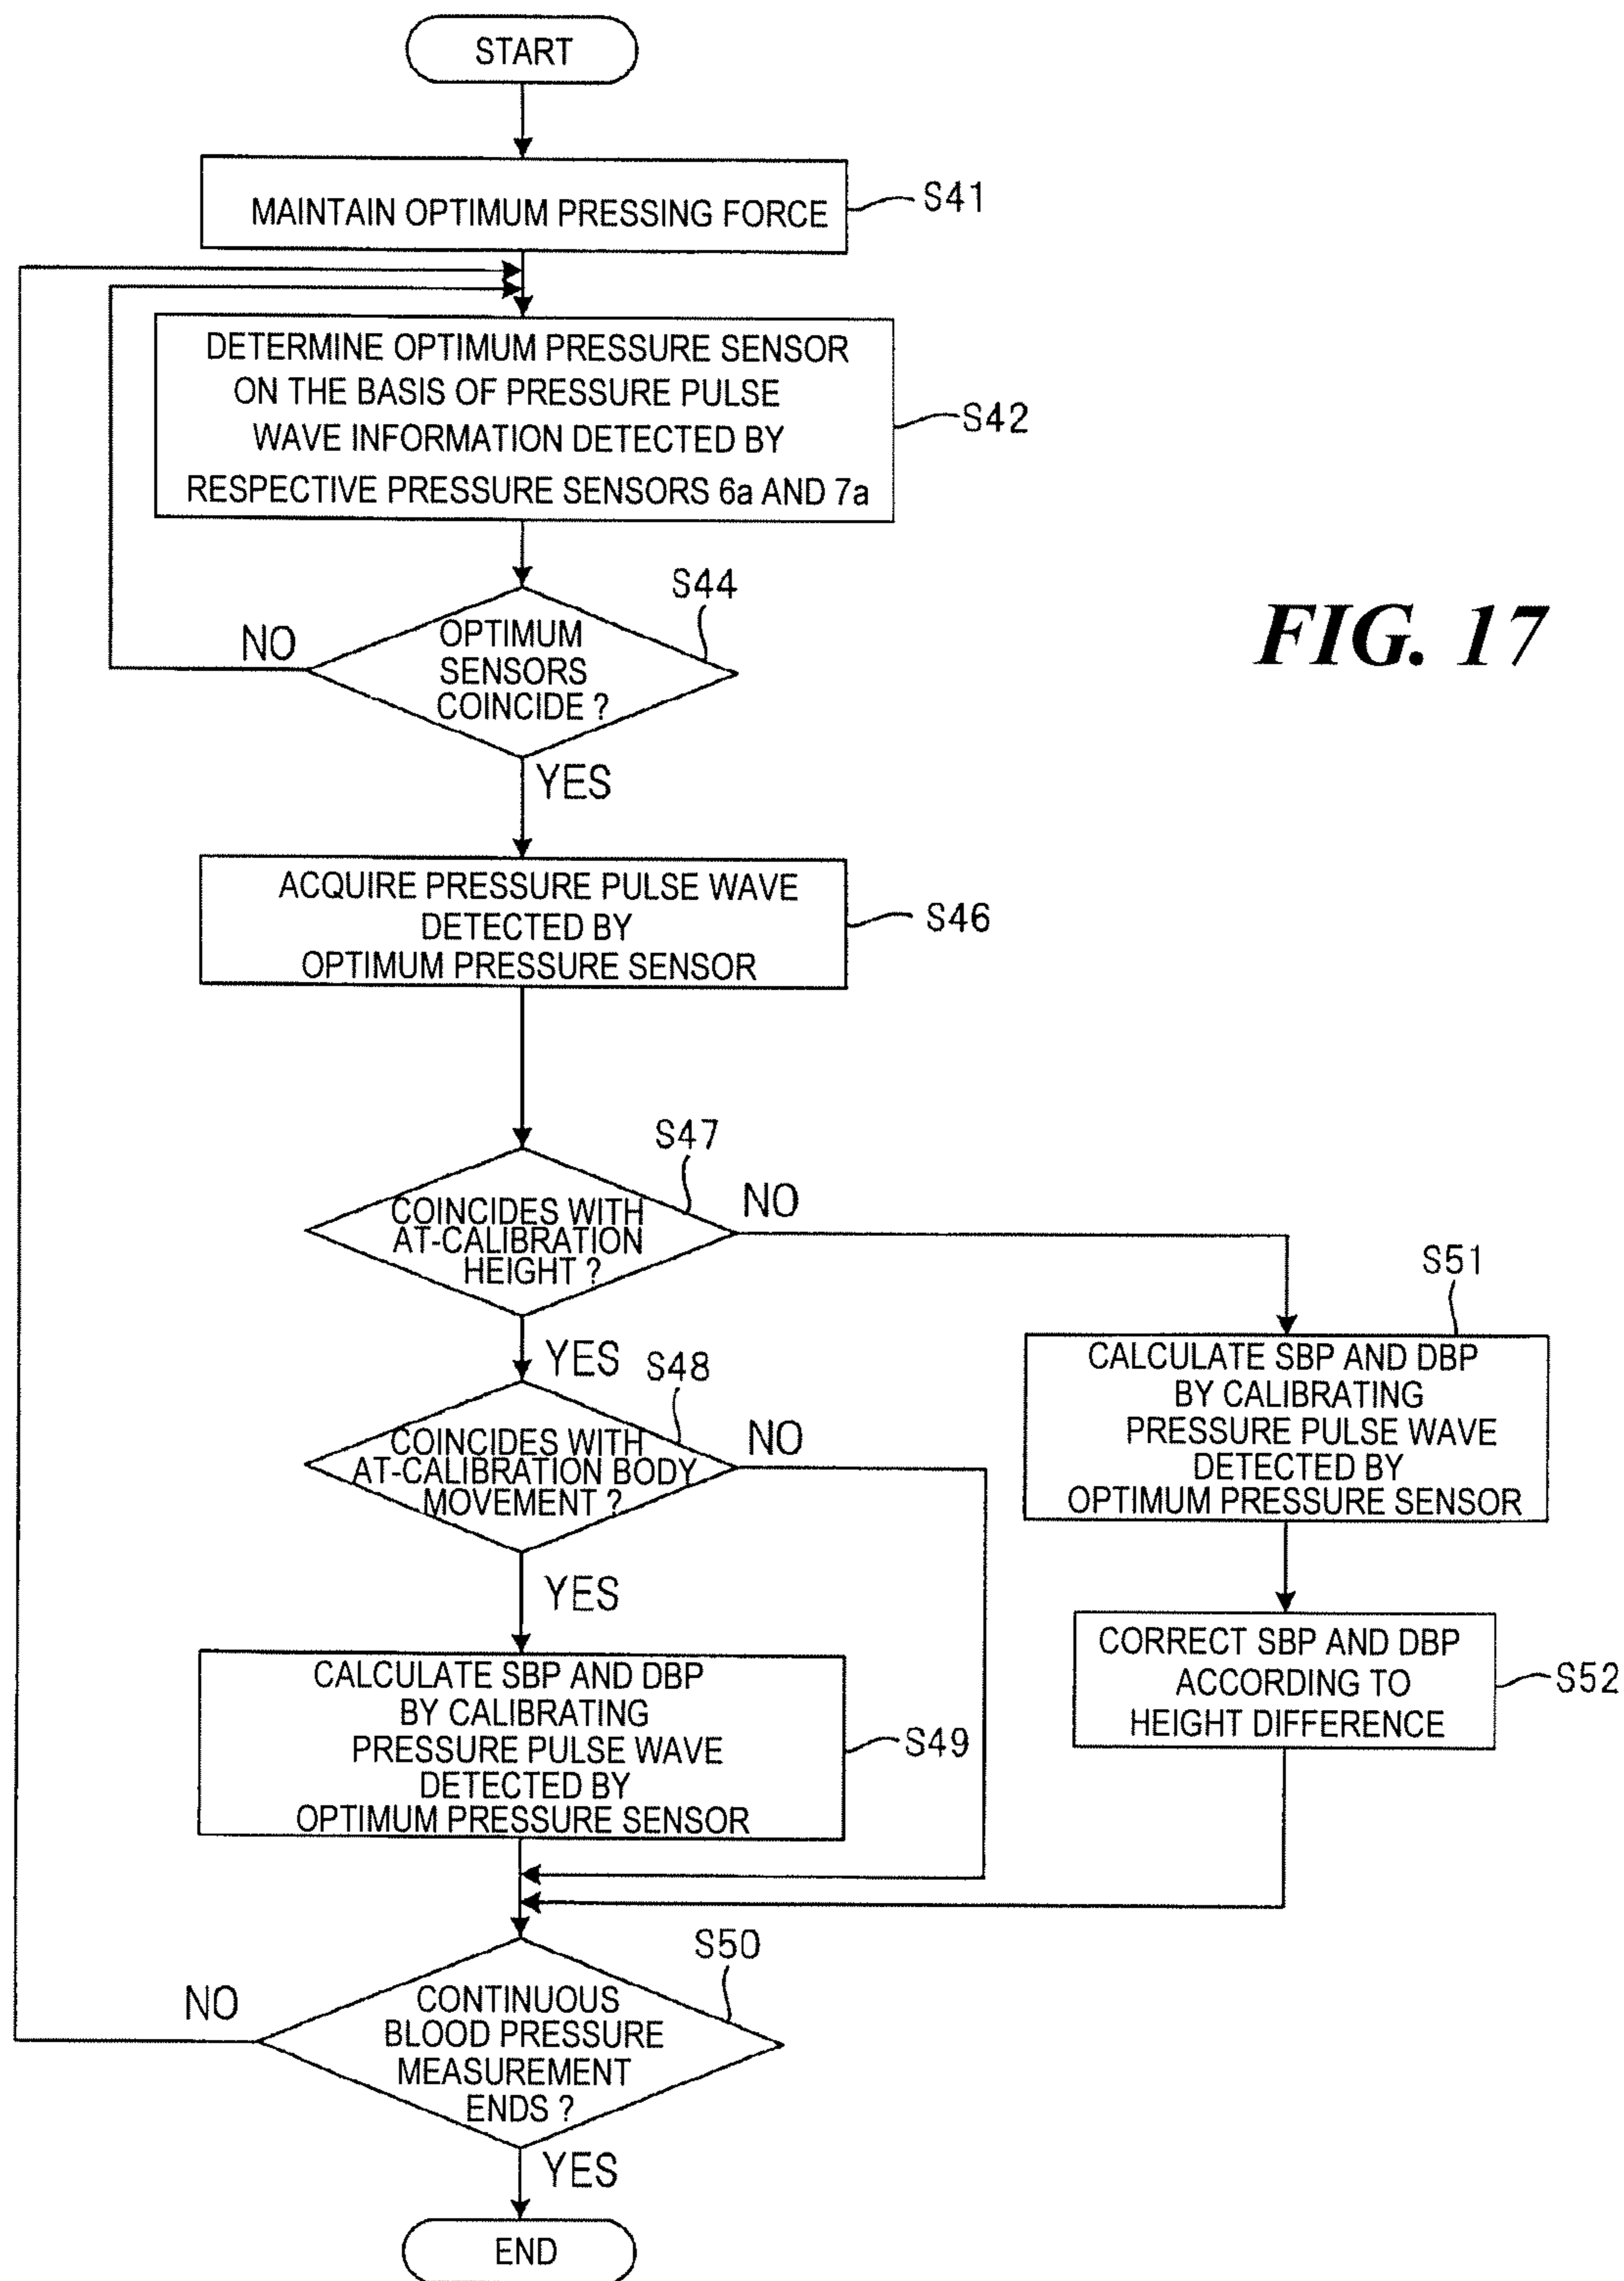 START
MAINTAIN OPTIMUM PRESSING FORCE
S41
DETERMINE OPTIMUM PRESSURE SENSOR
ON THE BASIS OF PRESSURE PULSE
WAVE INFORMATION DETECTED BY
RESPECTIVE PRESSURE SENSORS 6a AND 7a
S42
S44
OPTIMUM
SENSORS
COINCIDE ?
NO
YES
FIG. 17
ACQUIRE PRESSURE PULSE WAVE
DETECTED BY
OPTIMUM PRESSURE SENSOR
S46
S47
COINCIDES WITH
AT-CALIBRATION
HEIGHT ?
NO
YES
S48
COINCIDES WITH
AT-CALIBRATION BODY
MOVEMENT ?
NO
YES
S51
CALCULATE SBP AND DBP
BY CALIBRATING
PRESSURE PULSE WAVE
DETECTED BY
OPTIMUM PRESSURE SENSOR
CORRECT SBP AND DBP
ACCORDING TO
HEIGHT DIFFERENCE
S52
CALCULATE SBP AND DBP
BY CALIBRATING
PRESSURE PULSE WAVE
DETECTED BY
OPTIMUM PRESSURE SENSOR
S49
S50
CONTINUOUS
BLOOD PRESSURE
MEASUREMENT
ENDS ?
NO
YES
END